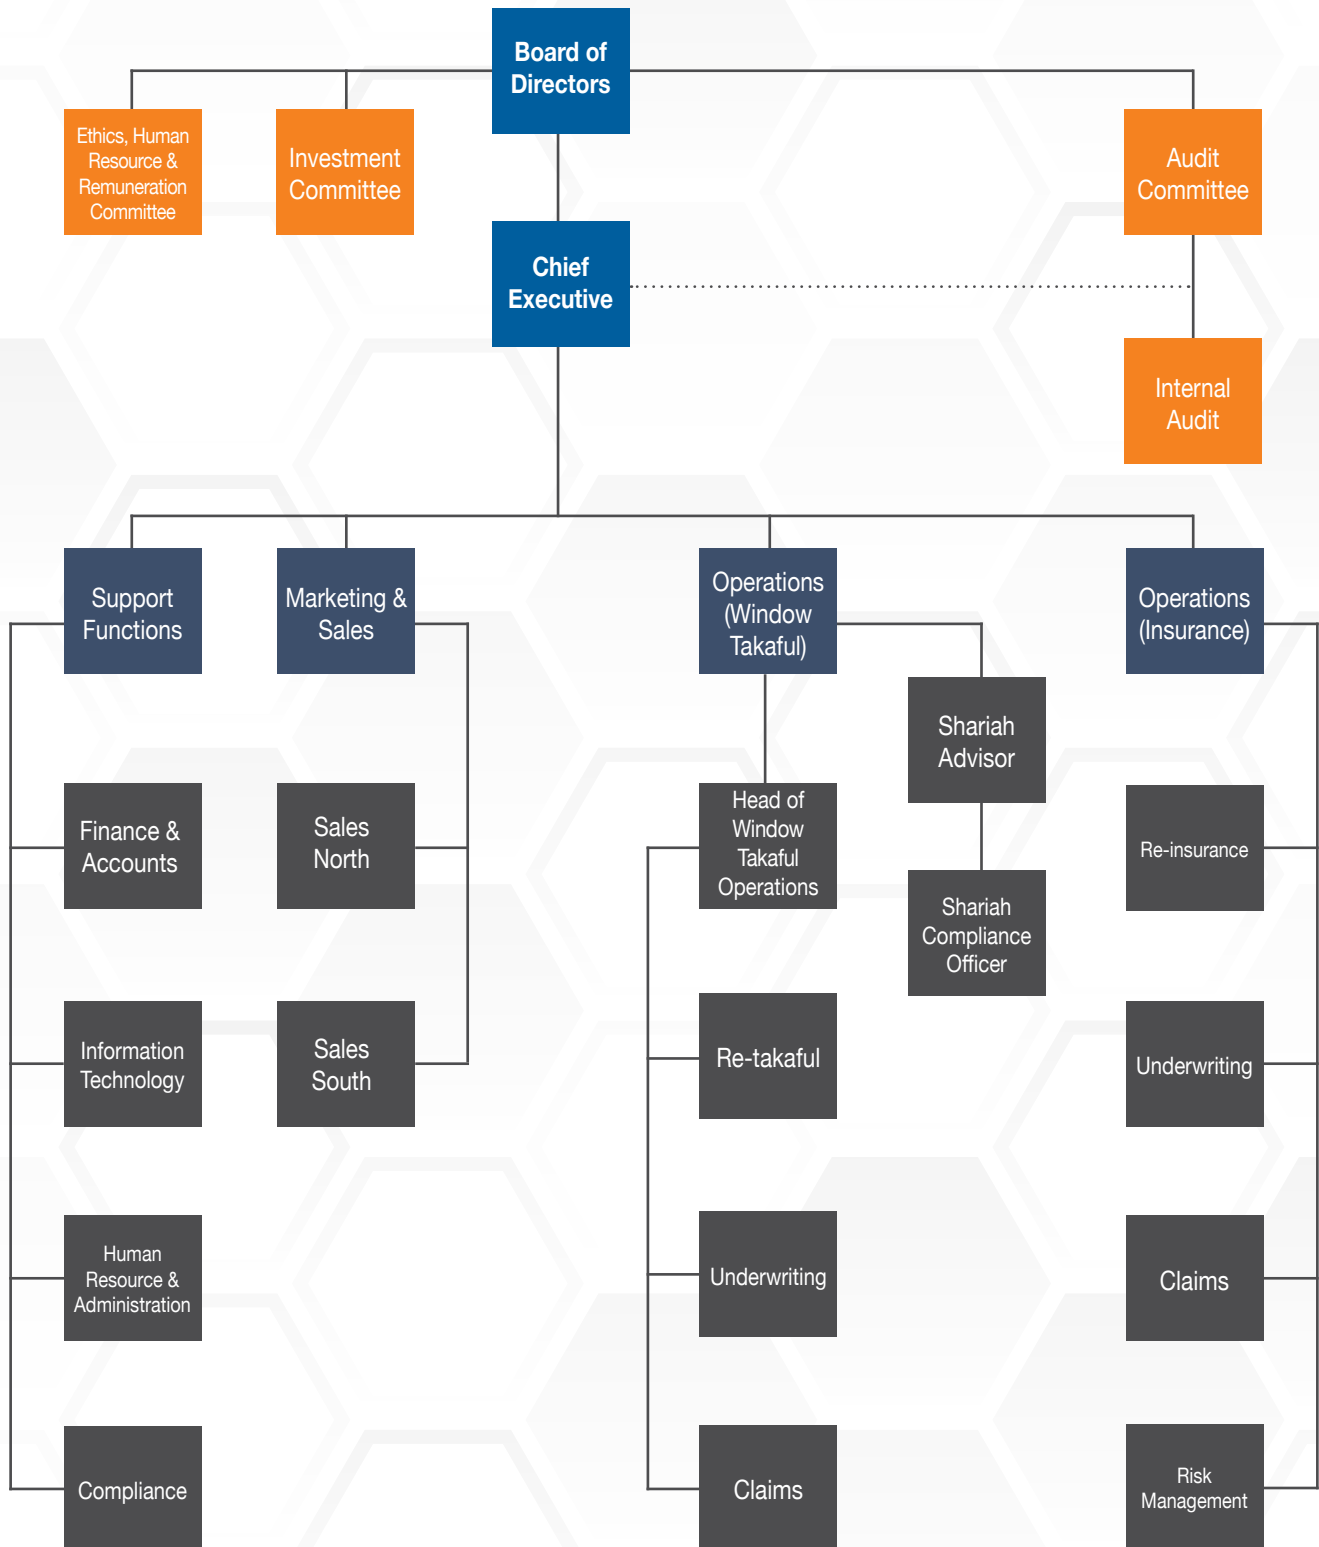 Board of
Directors
Ethics, Human
Resource &
Remuneration
Committee
Investment
Committee
Audit
Committee
Chief
Executive
Internal
Audit
Support
Functions
Marketing &
Sales
Operations
(Window
Takaful)
Operations
(Insurance)
Shariah
Advisor
Finance &
Accounts
Sales
North
Head of
Window
Takaful
Operations
Re-insurance
Shariah
Compliance
Officer
Information
Technology
Sales
South
Re-takaful
Underwriting
Human
Resource &
Administration
Underwriting
Claims
Compliance
Claims
Risk
Management